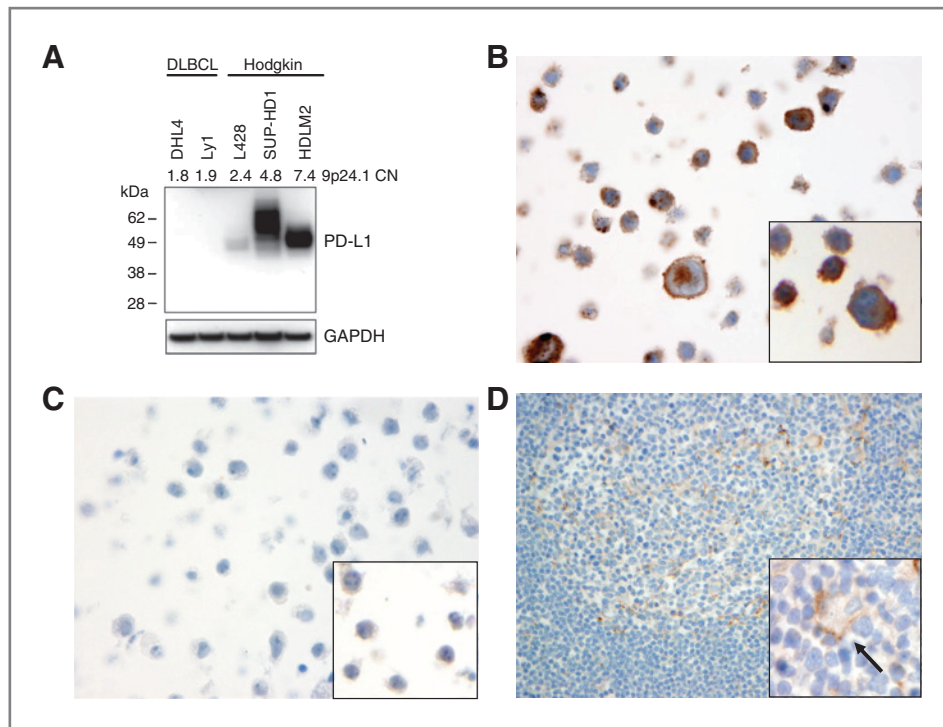 A
DLBCL Hodgkin
DHL4 Ly1 L428 SUP-HD1 HDLM2
1.8 1.9 2.4 4.8 7.4 9p24.1 CN
kDa
62
49 PD-L1
38
28
GAPDH
B
C
D